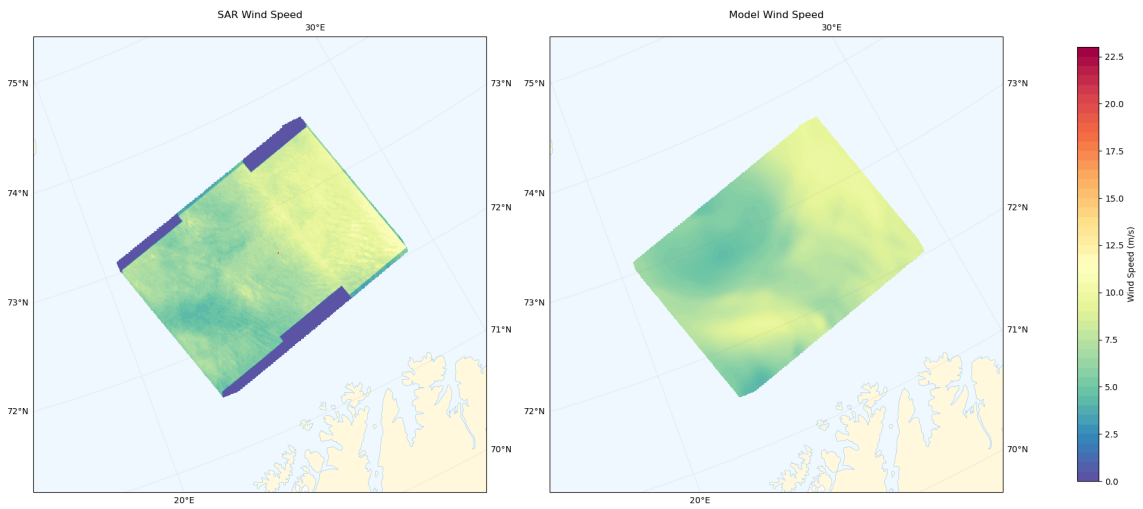 SAR Wind Speed
Model Wind Speed
30°E
30°E
75°N
73°N
75°N
73°N
74°N
72°N
74°N
72°N
73°N
71°N
73°N
71°N
72°N
70°N
72°N
70°N
20°E
20°E
22.5
20.0
17.5
15.0
12.5
10.0
7.5
5.0
2.5
0.0
Wind Speed (m/s)